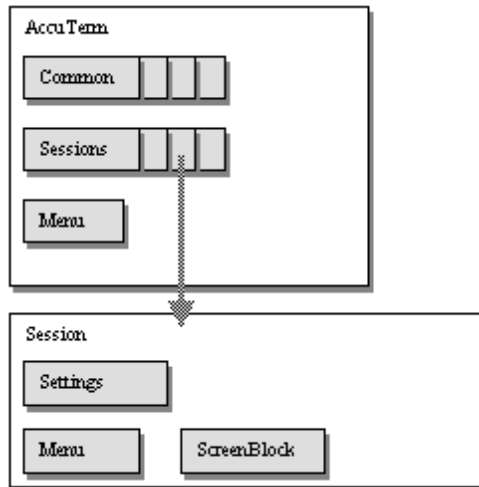 AccuTerm
Common
Sessions
Menu
Session
Settings
Menu
ScreenBlock